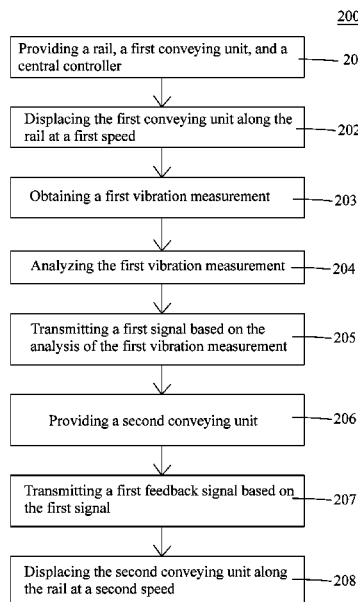 200
Providing a rail, a first conveying unit, and a
central controller
20
Displacing the first conveying unit along the
rail at a first speed
202
Obtaining a first vibration measurement
203
Analyzing the first vibration measurement
204
Transmitting a first signal based on the
analysis of the first vibration measurement
205
Providing a second conveying unit
206
Transmitting a first feedback signal based on
the first signal
207
Displacing the second conveying unit along
the rail at a second speed
208